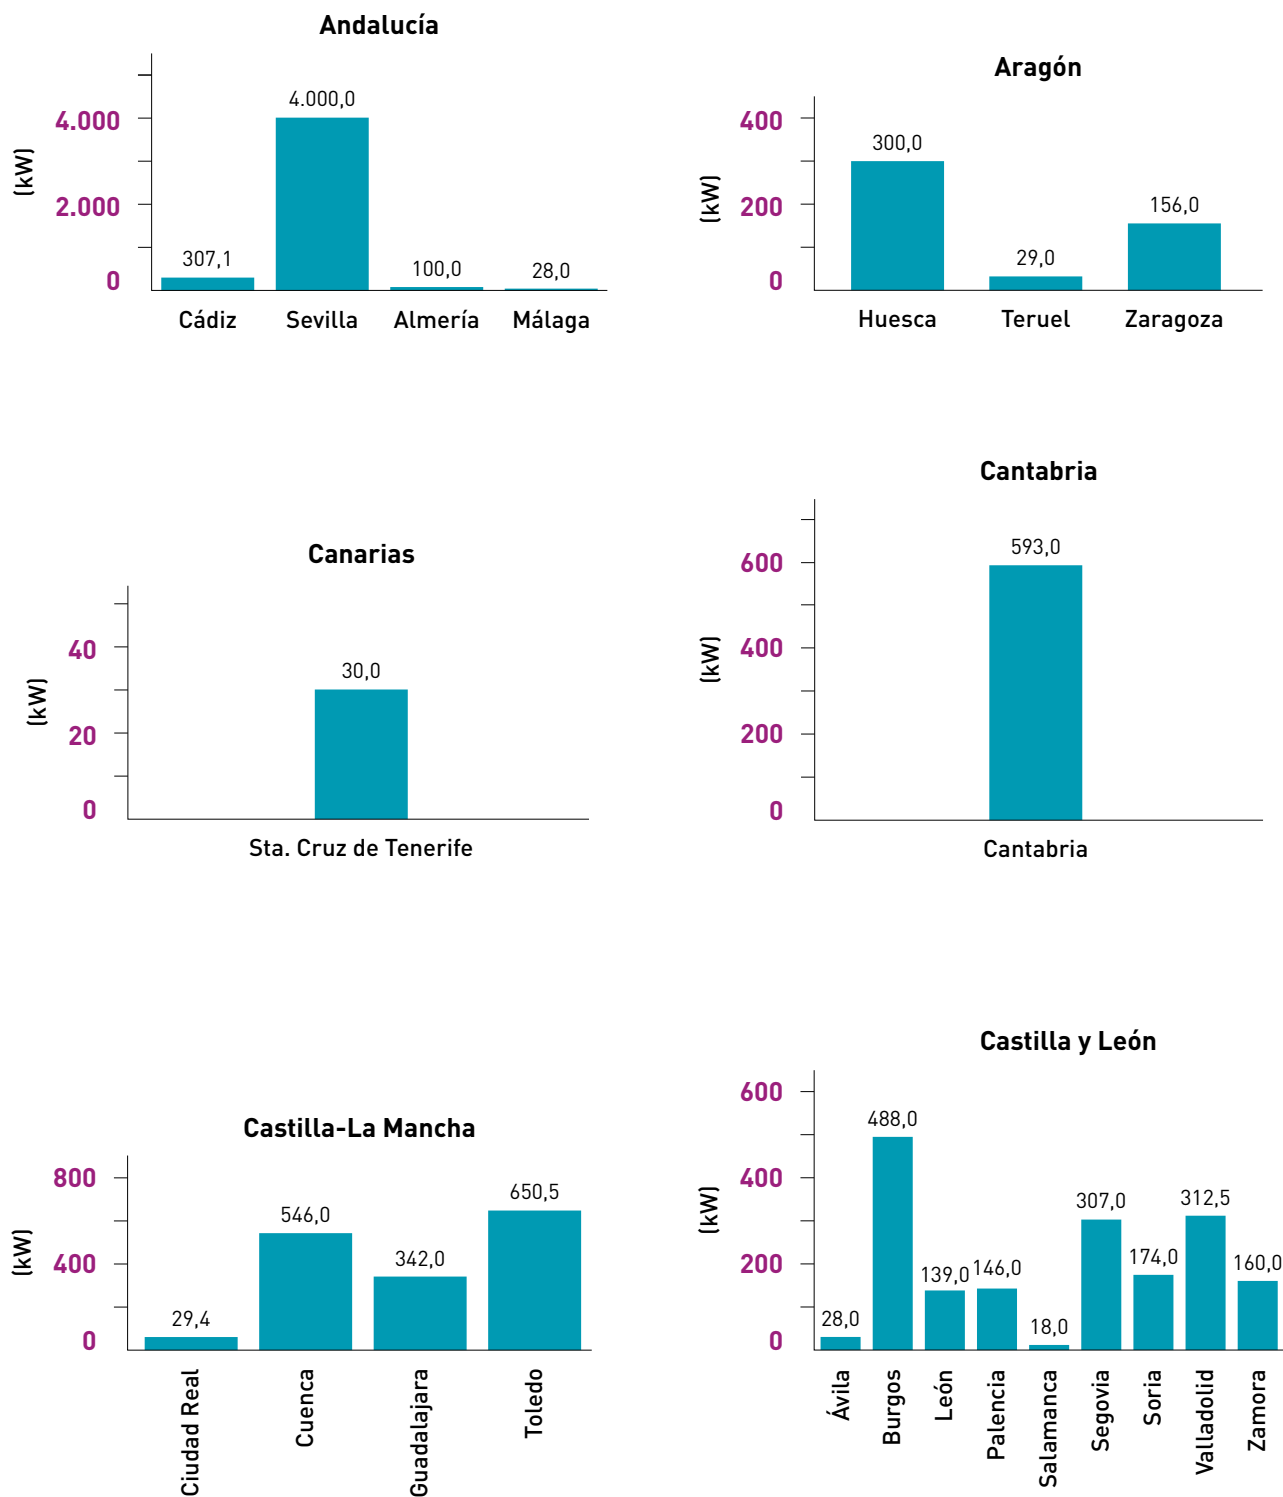 Andalucía
(kW)
4.000
2.000
0
307,1
4.000,0
100,0
28,0
Cádiz
Sevilla
Almería
Málaga
Aragón
(kW)
400
200
0
300,0
29,0
156,0
Huesca
Teruel
Zaragoza
Canarias
(kW)
40
20
0
30,0
Sta. Cruz de Tenerife
Cantabria
(kW)
600
400
200
0
593,0
Cantabria
Castilla-La Mancha
(kW)
800
400
0
29,4
546,0
342,0
650,5
Ciudad Real
Cuenca
Guadalajara
Toledo
Castilla y León
(kW)
600
400
200
0
28,0
488,0
139,0
146,0
18,0
307,0
174,0
312,5
160,0
Ávila
Burgos
León
Palencia
Salamanca
Segovia
Soria
Valladolid
Zamora